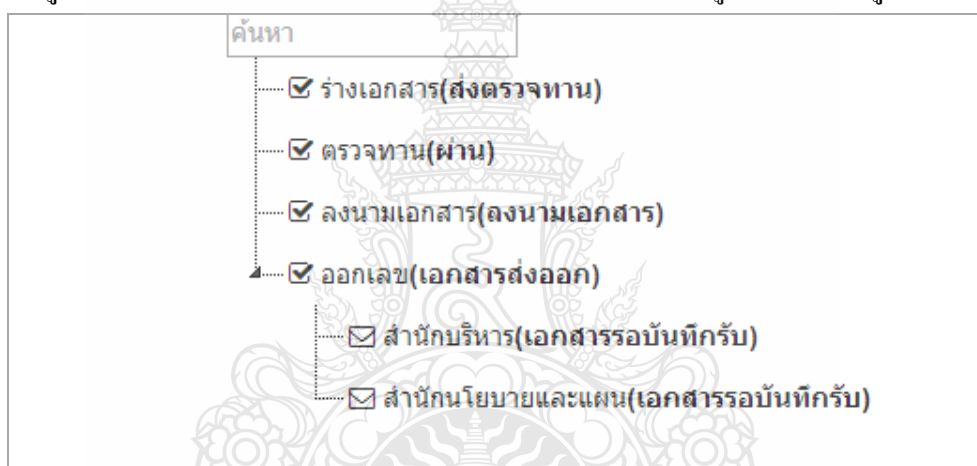 ค้นหา
ร่างเอกสาร(ส่งตรวจทาน)
ตรวจทาน(ผ่าน)
ลงนามเอกสาร(ลงนามเอกสาร)
ออกเลข(เอกสารส่งออก)
สำนักบริหาร(เอกสารรอบันทึกรับ)
สำนักนโยบายและแผน(เอกสารรอบันทึกรับ)